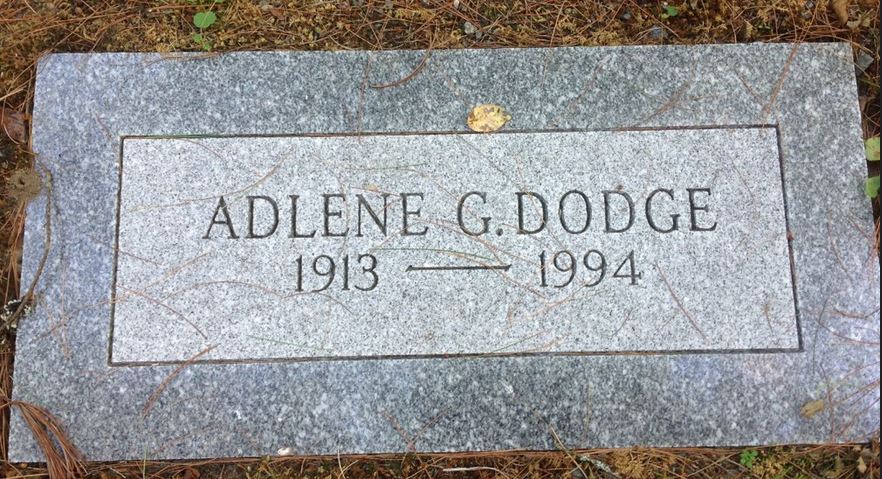 ADLENE G. DODGE
1913 — 1994